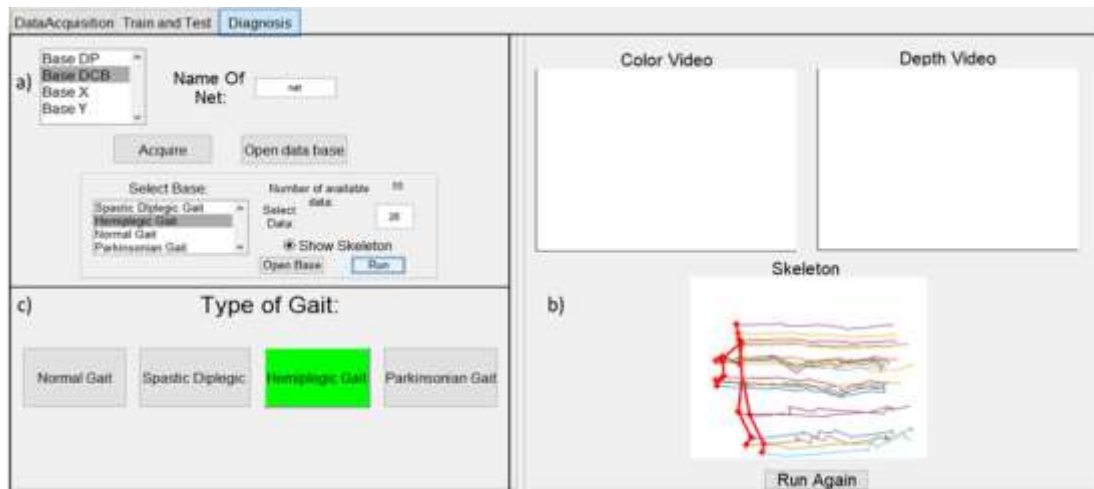 DataAcquisition Train and Test Diagnosis
a)
Base DP
Base DCB
Base X
Base Y
Name Of
Net:
net
Acquire Open data base
Select Base:
Spastic Diplegic Gait
Hemiplegic Gait
Normal Gait
Parkinsonian Gait
Number of available
data:
Select
Data
Show Skeleton
Open Base Run
c) Type of Gait:
Normal Gait Spastic Diplegic Hemiplegic Gait Parkinsonian Gait
Color Video Depth Video
Skeleton
b)
Run Again